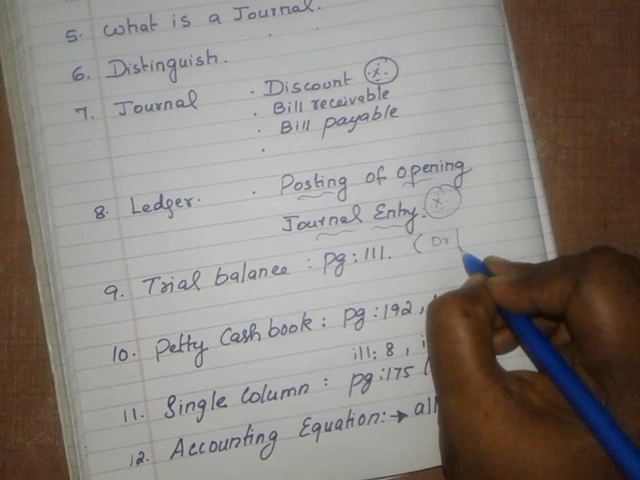 5. What is a Journal.
6. Distinguish.
7. Journal . Discount (.x.)
. Bill receivable
. Bill payable
.
8. Ledger. . Posting of opening
Journal Entry. (x)
9. Trial balance : pg:111. (Dr|
10. Petty Cash book : pg:192,
ill: 8,
11. Single Column : pg:175 (
12. Accounting Equation:→ all